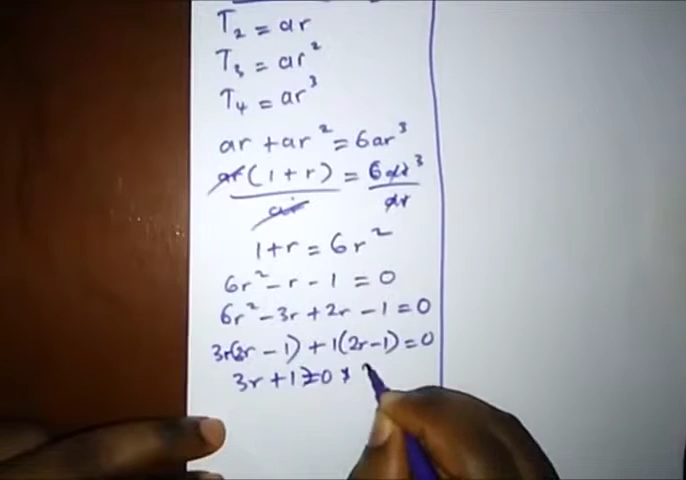 T₂ = ar
T₃ = ar²
T₄ = ar³
ar + ar² = 6ar³
ar(1 + r) = 6ar³
ar ar
1 + r = 6r²
6r² - r - 1 = 0
6r² - 3r + 2r - 1 = 0
3r(2r - 1) + 1(2r - 1) = 0
3r + 1 = 0